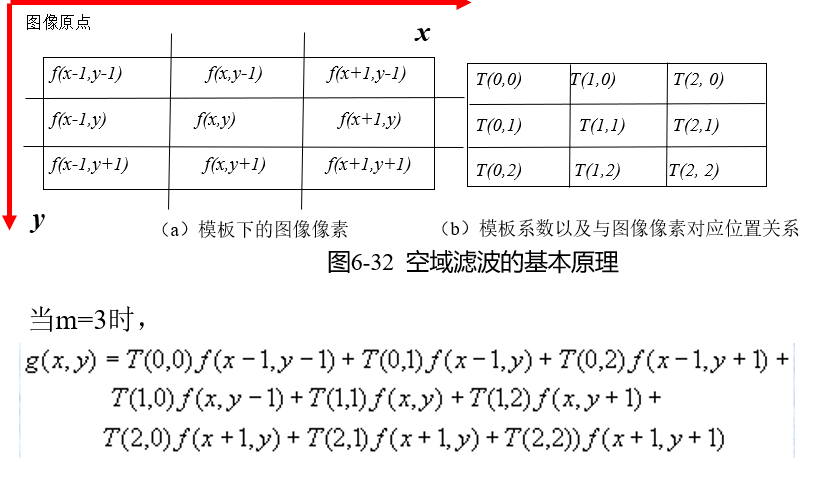 图像原点
x
f(x-1,y-1) f(x,y-1) f(x+1,y-1)
f(x-1,y) f(x,y) f(x+1,y)
f(x-1,y+1) f(x,y+1) f(x+1,y+1)
T(0,0) T(1,0) T(2, 0)
T(0,1) T(1,1) T(2,1)
T(0,2) T(1,2) T(2, 2)
y
（a）模板下的图像像素
（b）模板系数以及与图像像素对应位置关系
图6-32 空域滤波的基本原理
当m=3时，
g(x,y) = T(0,0)f(x−1,y−1)+T(0,1)f(x−1,y)+T(0,2)f(x−1,y+1)+
T(1,0)f(x,y−1)+T(1,1)f(x,y)+T(1,2)f(x,y+1)+
T(2,0)f(x+1,y)+T(2,1)f(x+1,y)+T(2,2))f(x+1,y+1)